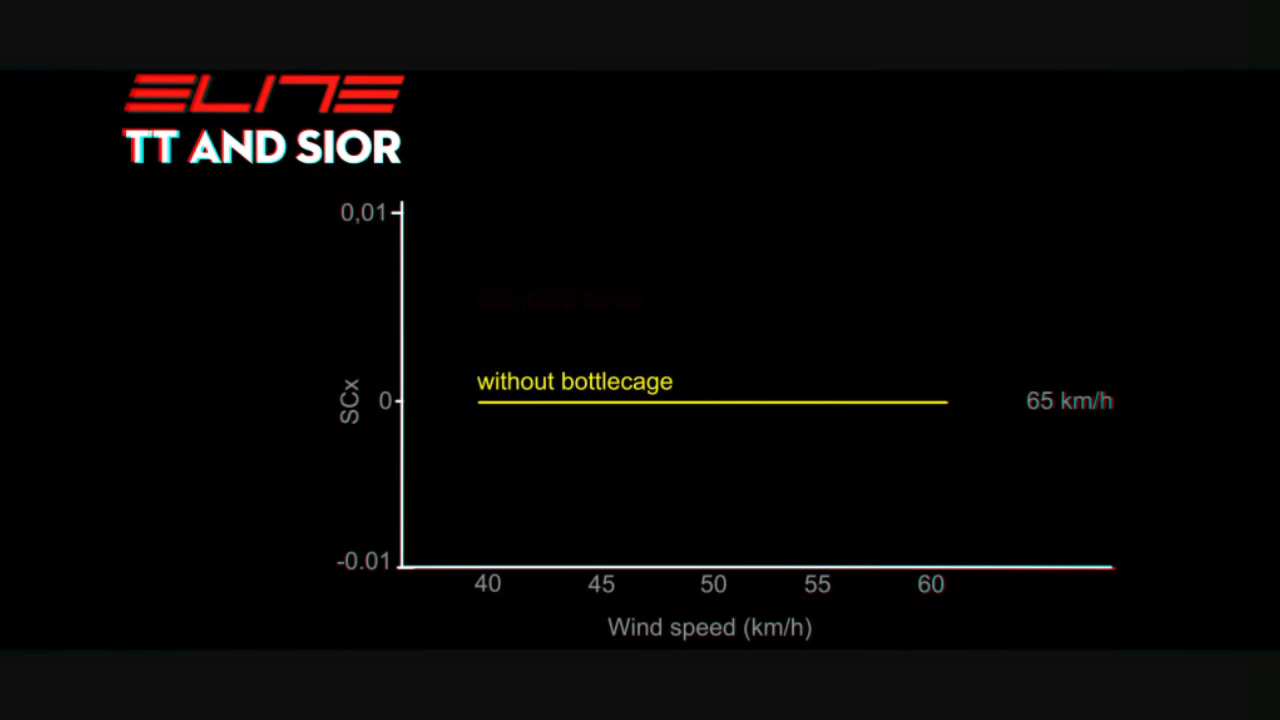 ELITE
TT AND SIOR
0,01
without bottlecage
SCx
0
65 km/h
-0.01
40 45 50 55 60
Wind speed (km/h)